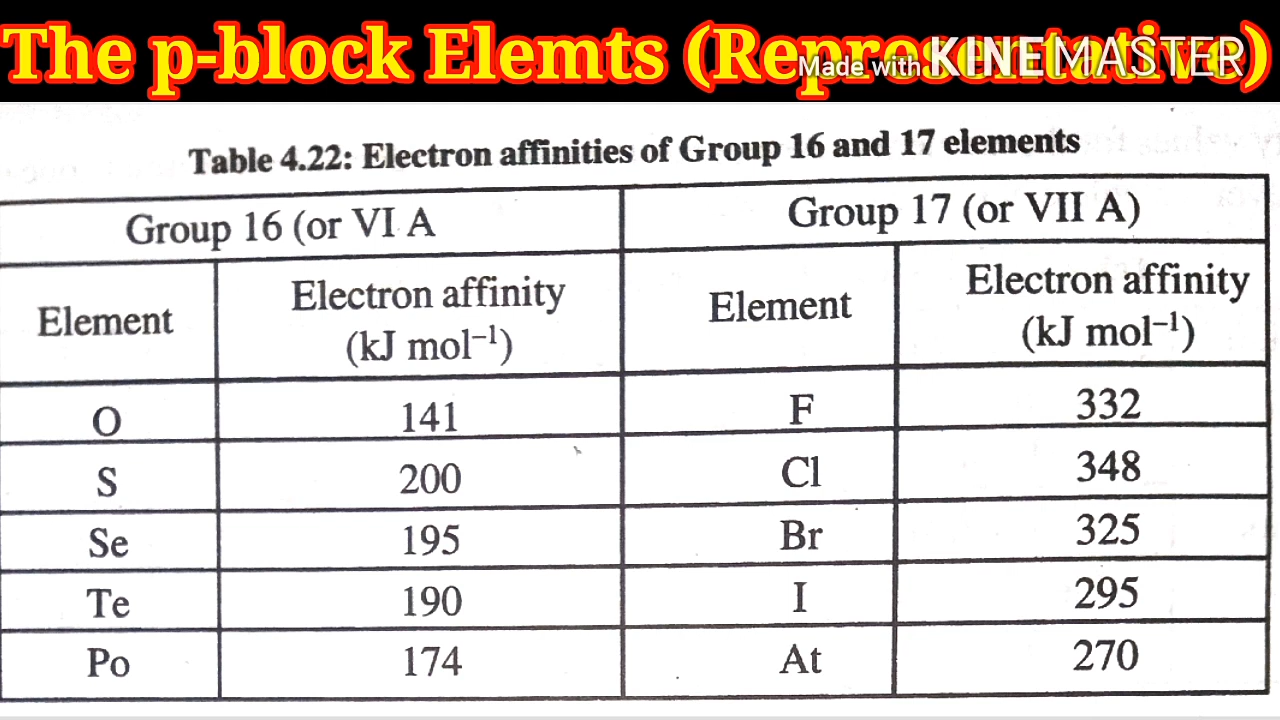 The p-block Elemts (Representative)
Made with KINEMASTER
Table 4.22: Electron affinities of Group 16 and 17 elements
Group 16 (or VI A
Group 17 (or VII A)
Element
Electron affinity
(kJ mol⁻¹)
Element
Electron affinity
(kJ mol⁻¹)
O 141 F 332
S 200 Cl 348
Se 195 Br 325
Te 190 I 295
Po 174 At 270